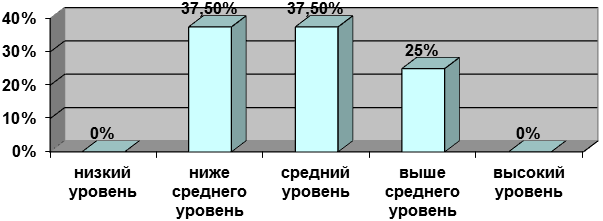 40%
30%
20%
10%
0%
0%
37,50%
37,50%
25%
0%
низкий
уровень
ниже
среднего
уровень
средний
уровень
выше
среднего
уровень
высокий
уровень